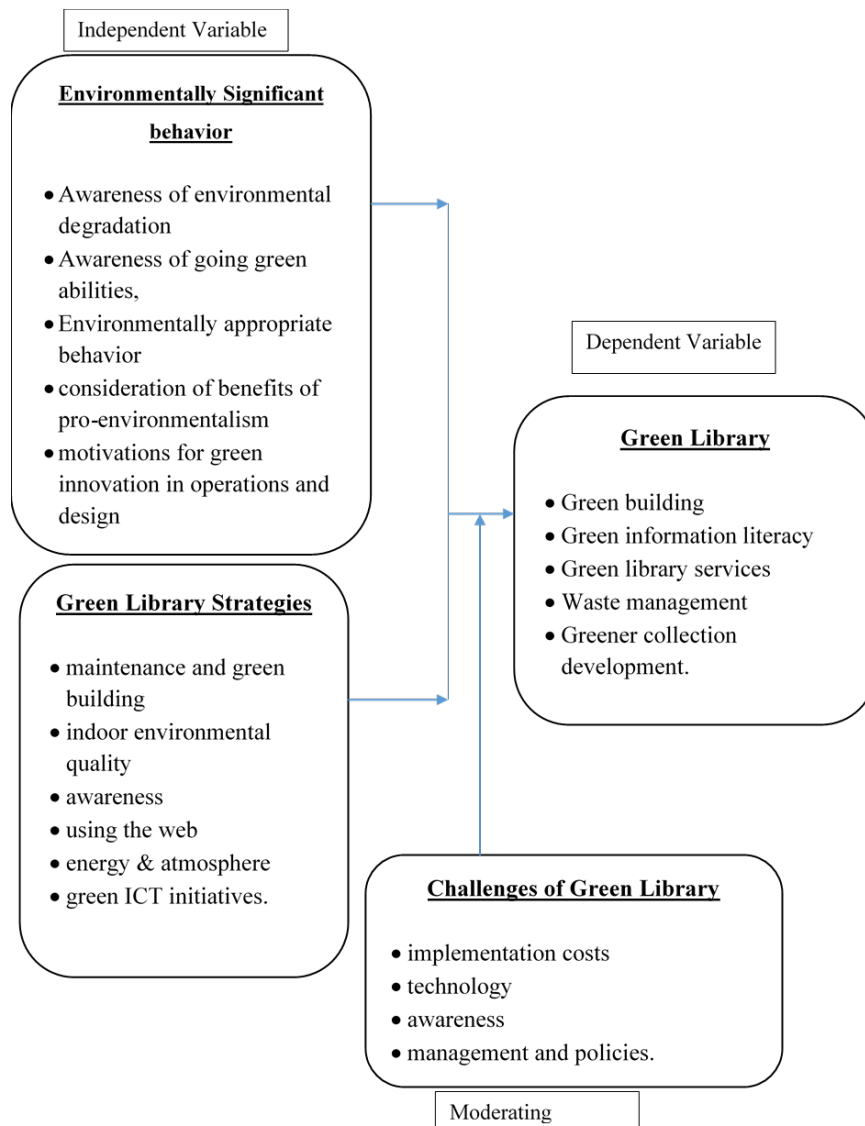 Independent Variable
Environmentally Significant
behavior
• Awareness of environmental
degradation
• Awareness of going green
abilities,
• Environmentally appropriate
behavior
• consideration of benefits of
pro-environmentalism
• motivations for green
innovation in operations and
design
Green Library Strategies
• maintenance and green
building
• indoor environmental
quality
• awareness
• using the web
• energy & atmosphere
• green ICT initiatives.
Dependent Variable
Green Library
• Green building
• Green information literacy
• Green library services
• Waste management
• Greener collection
development.
Challenges of Green Library
• implementation costs
• technology
• awareness
• management and policies.
Moderating